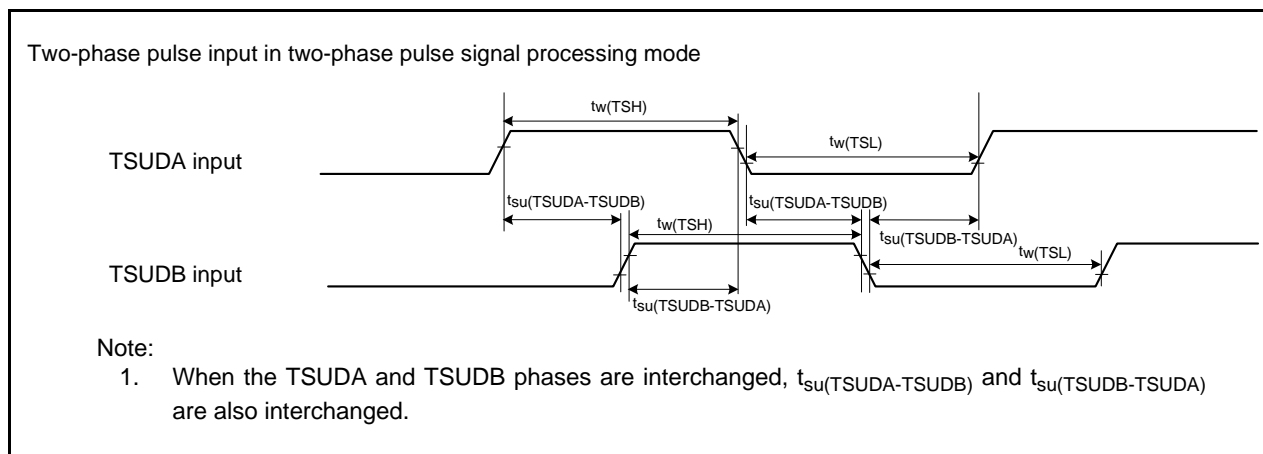 Two-phase pulse input in two-phase pulse signal processing mode
tw(TSH)
TSUDA input
tw(TSL)
tsu(TSUDA-TSUDB)
tsu(TSUDA-TSUDB)
tw(TSH)
tsu(TSUDB-TSUDA)
tw(TSL)
TSUDB input
tsu(TSUDB-TSUDA)
Note:
1. When the TSUDA and TSUDB phases are interchanged, tsu(TSUDA-TSUDB) and tsu(TSUDB-TSUDA)
are also interchanged.